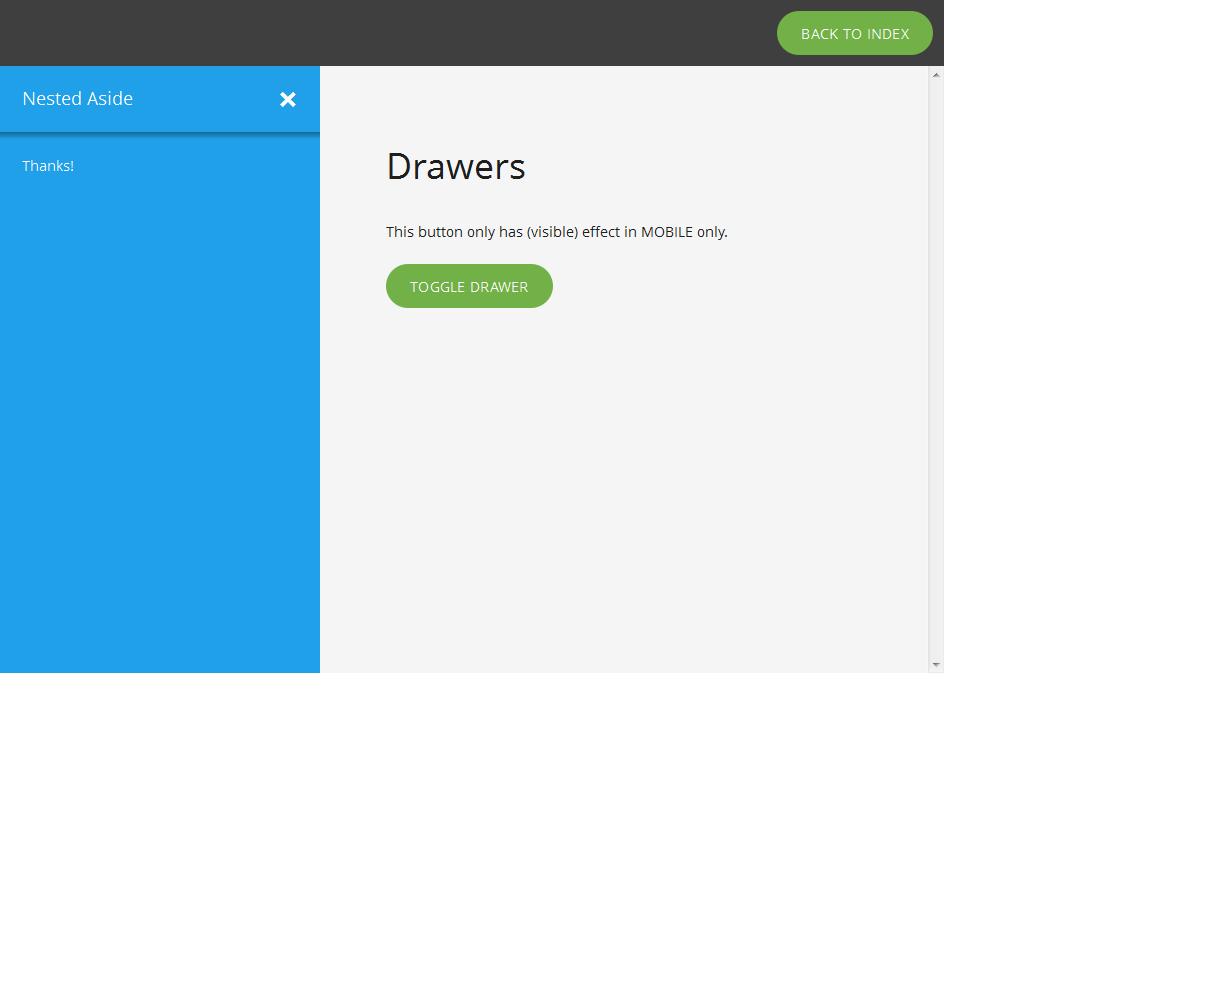 BACK TO INDEX
Nested Aside
Thanks!
Drawers
This button only has (visible) effect in MOBILE only.
TOGGLE DRAWER